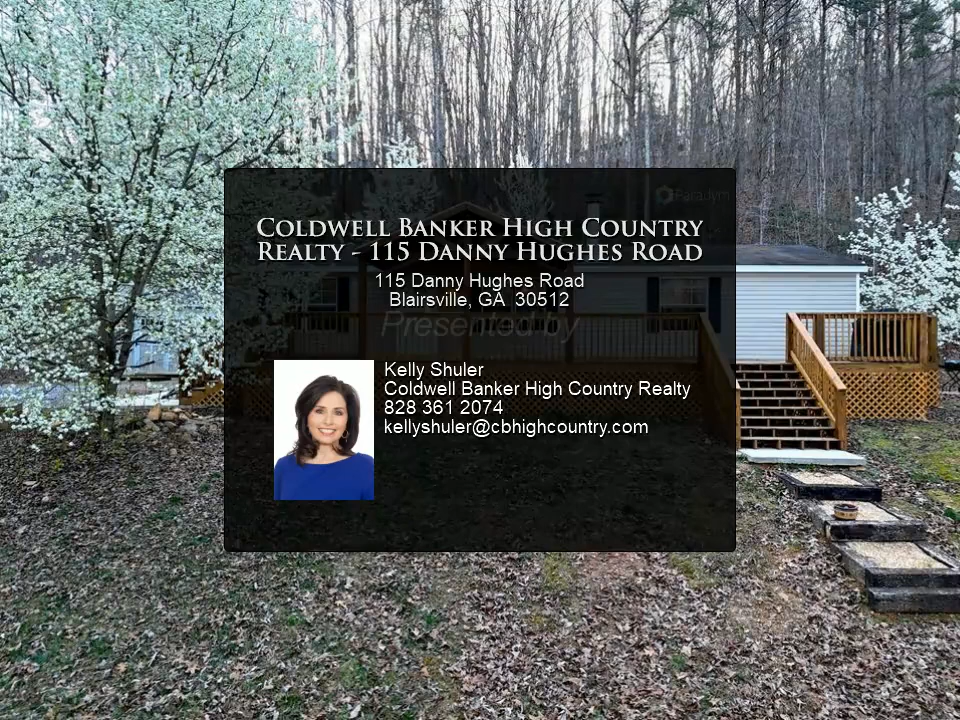 Paradym
Coldwell Banker High Country
Realty - 115 Danny Hughes Road
115 Danny Hughes Road
Blairsville, GA 30512
Presented by
Kelly Shuler
Coldwell Banker High Country Realty
828 361 2074
kellyshuler@cbhighcountry.com